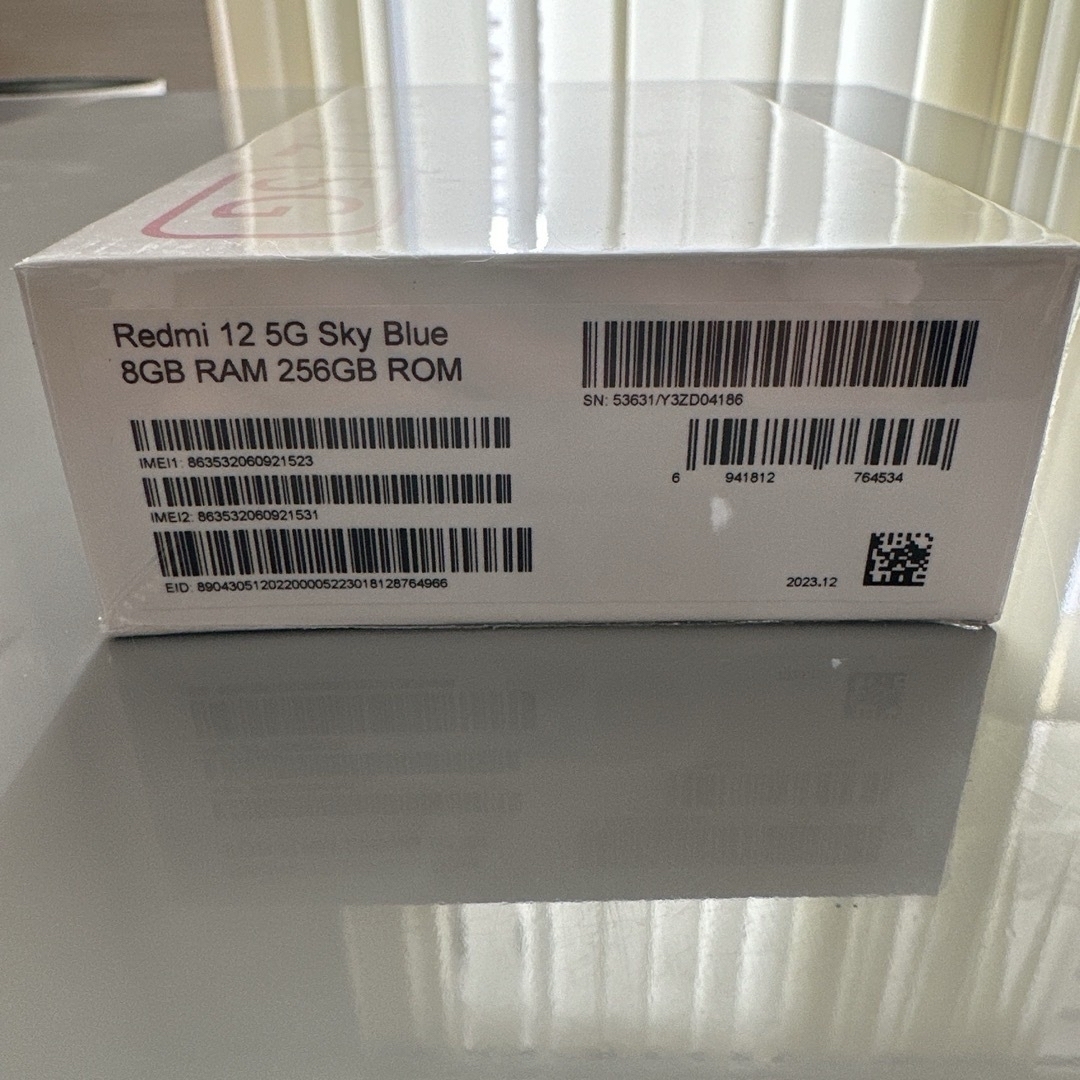 5G
Redmi 12 5G Sky Blue
8GB RAM 256GB ROM
IMEI1: 863532060921523
IMEI2: 863532060921531
EID: 89043051202200005223018128764966
SN: 53631/Y3ZD04186
6 941812 764534
2023.12